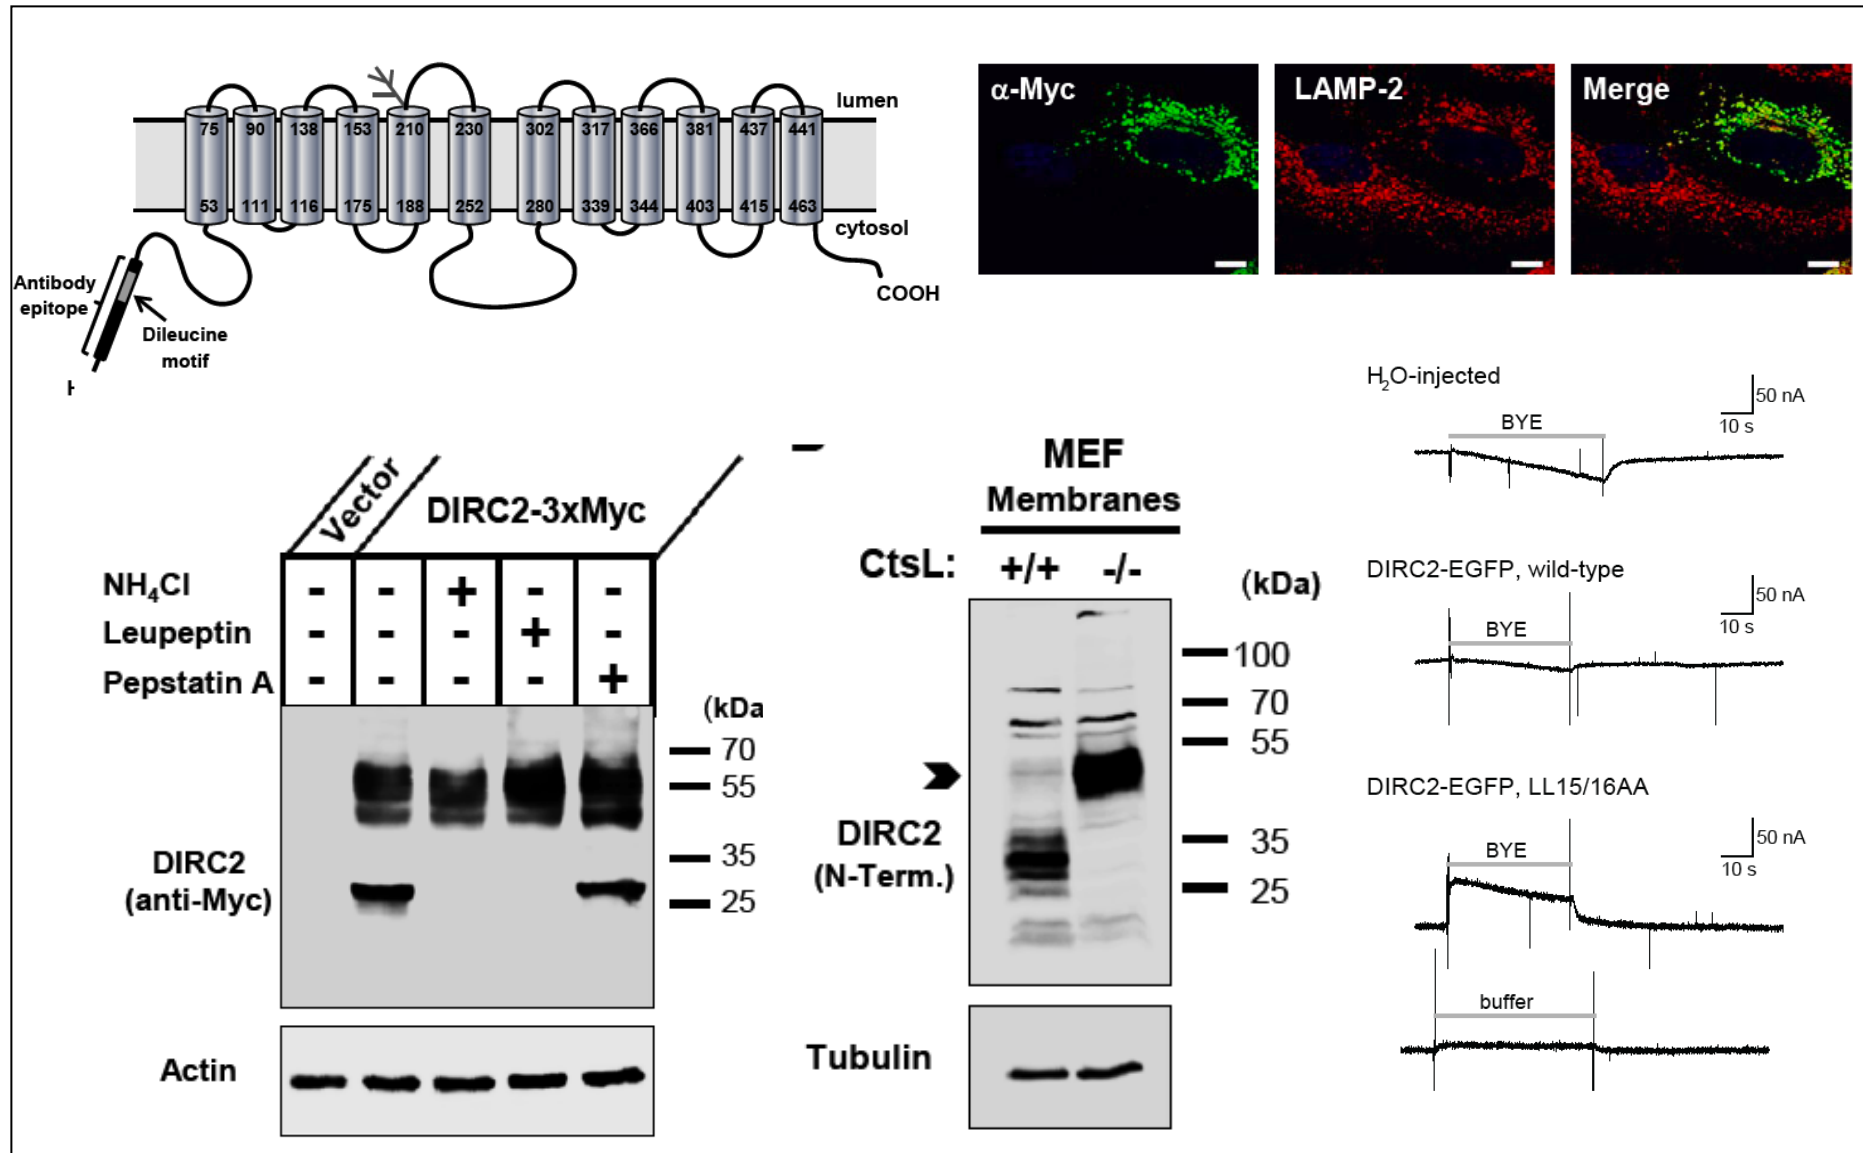 lumen
75 90 138 153 210 230 302 317 366 381 437 441
53 111 116 175 188 252 280 339 344 403 415 463
cytosol
COOH
Antibody
epitope
Dileucine
motif
α-Myc
LAMP-2
Merge
Vector
DIRC2-3xMyc
NH4Cl - - + - -
Leupeptin - - - + -
Pepstatin A - - - - +
(kDa
70
55
35
25
DIRC2
(anti-Myc)
Actin
MEF
Membranes
CtsL: +/+ -/-
(kDa)
100
70
55
35
25
DIRC2
(N-Term.)
Tubulin
H2O-injected
50 nA
10 s
BYE
DIRC2-EGFP, wild-type
50 nA
10 s
BYE
DIRC2-EGFP, LL15/16AA
50 nA
10 s
BYE
buffer